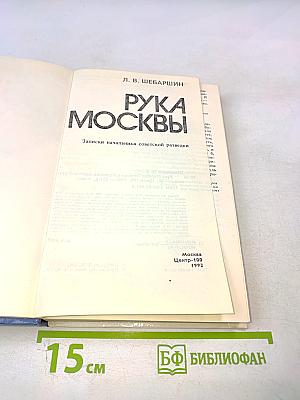 Л. В. ШЕБАРШИН
РУКА
МОСКВЫ
Записки начальника советской разведки
Москва
Центр-100
1992
15 см
БФ БИБЛИОФАН